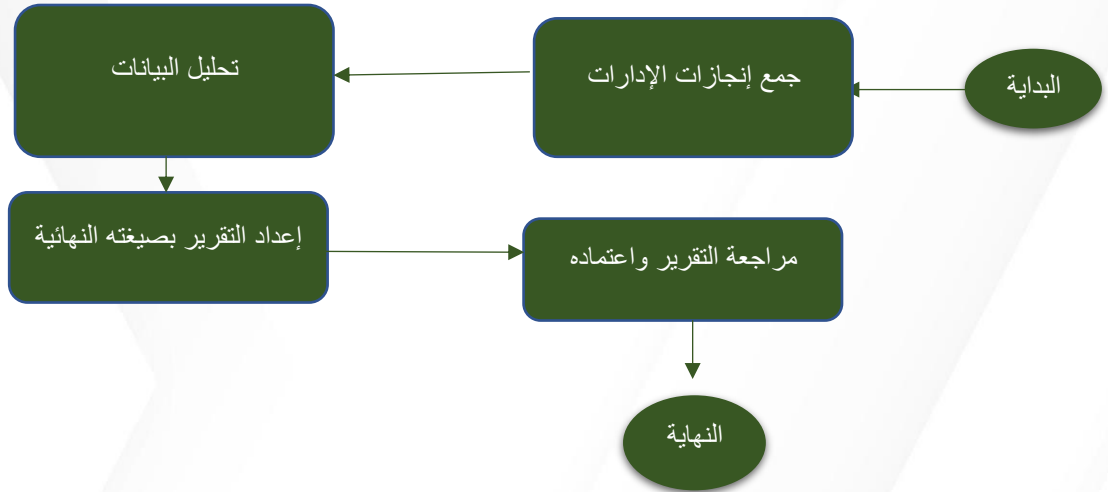 البداية
جمع إنجازات الإدارات
تحليل البيانات
إعداد التقرير بصيغته النهائية
مراجعة التقرير واعتماده
النهاية